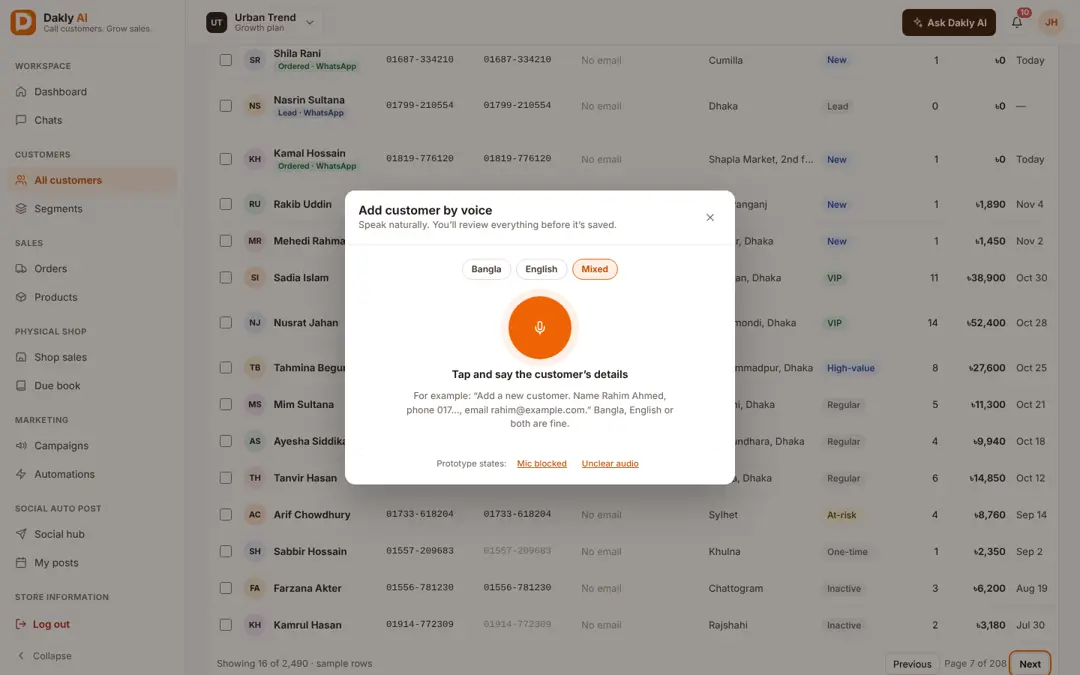 Dakly AI
Call customers. Grow sales.
WORKSPACE
Dashboard
Chats
CUSTOMERS
All customers
Segments
SALES
Orders
Products
PHYSICAL SHOP
Shop sales
Due book
MARKETING
Campaigns
Automations
SOCIAL AUTO POST
Social hub
My posts
STORE INFORMATION
Log out
Collapse
UT Urban Trend
Growth plan
Ask Dakly AI 10 JH
SR Shila Rani 01687-334210 01687-334210 No email Cumilla New 1 ৳0 Today
Ordered · WhatsApp
NS Nasrin Sultana 01799-210554 01799-210554 No email Dhaka Lead 0 ৳0 —
Lead · WhatsApp
KH Kamal Hossain 01819-776120 01819-776120 No email Shapla Market, 2nd f... New 1 ৳0 Today
Ordered · WhatsApp
RU Rakib Uddin New 1 ৳1,890 Nov 4
MR Mehedi Rahma , Dhaka New 1 ৳1,450 Nov 2
SI Sadia Islam , Dhaka VIP 11 ৳38,900 Oct 30
NJ Nusrat Jahan , Dhaka VIP 14 ৳52,400 Oct 28
TB Tahmina Begu , Dhaka High-value 8 ৳27,600 Oct 25
MS Mim Sultana , Dhaka Regular 5 ৳11,300 Oct 21
AS Ayesha Siddika , Dhaka Regular 4 ৳9,940 Oct 18
TH Tanvir Hasan , Dhaka Regular 6 ৳14,850 Oct 12
AC Arif Chowdhury 01733-618204 01733-618204 No email Sylhet At-risk 4 ৳8,760 Sep 14
SH Sabbir Hossain 01557-209683 01557-209683 No email Khulna One-time 1 ৳2,350 Sep 2
FA Farzana Akter 01556-781230 01556-781230 No email Chattogram Inactive 3 ৳6,200 Aug 19
KH Kamrul Hasan 01914-772309 01914-772309 No email Rajshahi Inactive 2 ৳3,180 Jul 30
Showing 16 of 2,490 · sample rows
Previous Page 7 of 208 Next
Add customer by voice
Speak naturally. You’ll review everything before it’s saved.
Bangla English Mixed
Tap and say the customer’s details
For example: “Add a new customer. Name Rahim Ahmed,
phone 017..., email rahim@example.com.” Bangla, English or
both are fine.
Prototype states: Mic blocked Unclear audio